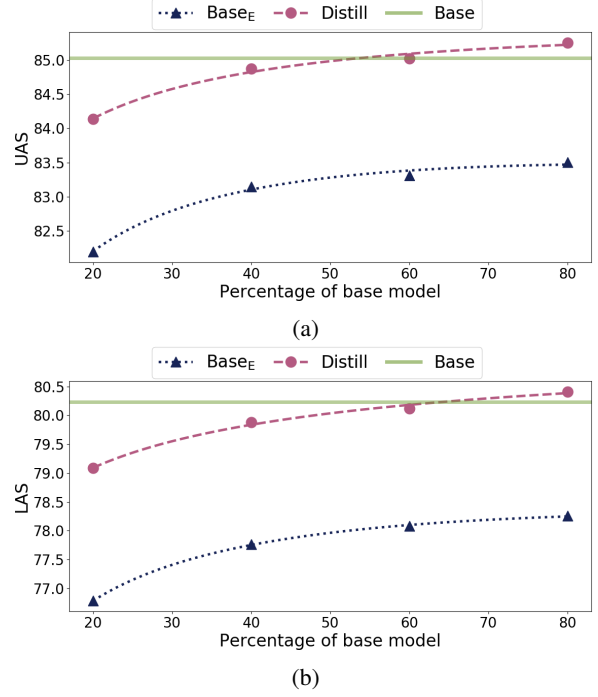 Base_E Distill Base
85.0
84.5
84.0
83.5
83.0
82.5
UAS
20 30 40 50 60 70 80
Percentage of base model
(a)
Base_E Distill Base
80.5
80.0
79.5
79.0
78.5
78.0
77.5
77.0
LAS
20 30 40 50 60 70 80
Percentage of base model
(b)